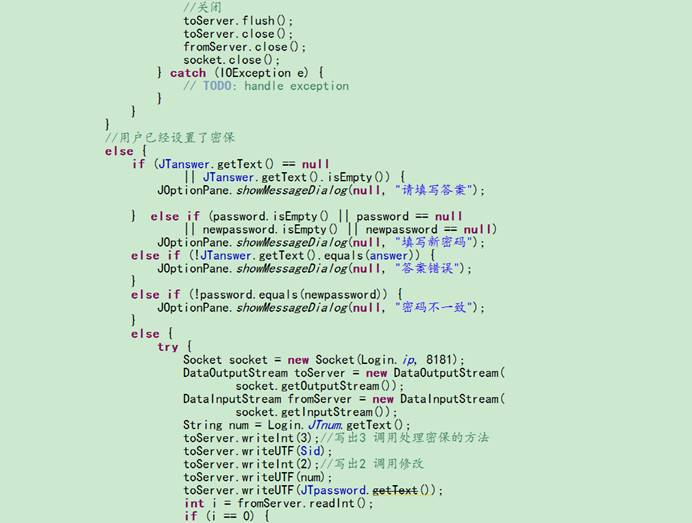 //关闭
toServer.flush();
toServer.close();
fromServer.close();
socket.close();
} catch (IOException e) {
// TODO: handle exception
}
}
}
//用户已经设置了密保
else {
if (JTanswer.getText() == null
|| JTanswer.getText().isEmpty()) {
JOptionPane.showMessageDialog(null, "请填写答案");
} else if (password.isEmpty() || password == null
|| newpassword.isEmpty() || newpassword == null)
JOptionPane.showMessageDialog(null, "填写新密码");
else if (!JTanswer.getText().equals(answer)) {
JOptionPane.showMessageDialog(null, "答案错误");
}
else if (!password.equals(newpassword)) {
JOptionPane.showMessageDialog(null, "密码不一致");
}
else {
try {
Socket socket = new Socket(Login.ip, 8181);
DataOutputStream toServer = new DataOutputStream(
socket.getOutputStream());
DataInputStream fromServer = new DataInputStream(
socket.getInputStream());
String num = Login.JTnum.getText();
toServer.writeInt(3);//写出3 调用处理密保的方法
toServer.writeUTF(Sid);
toServer.writeInt(2);//写出2 调用修改
toServer.writeUTF(num);
toServer.writeUTF(JTpassword.getText());
int i = fromServer.readInt();
if (i == 0) {